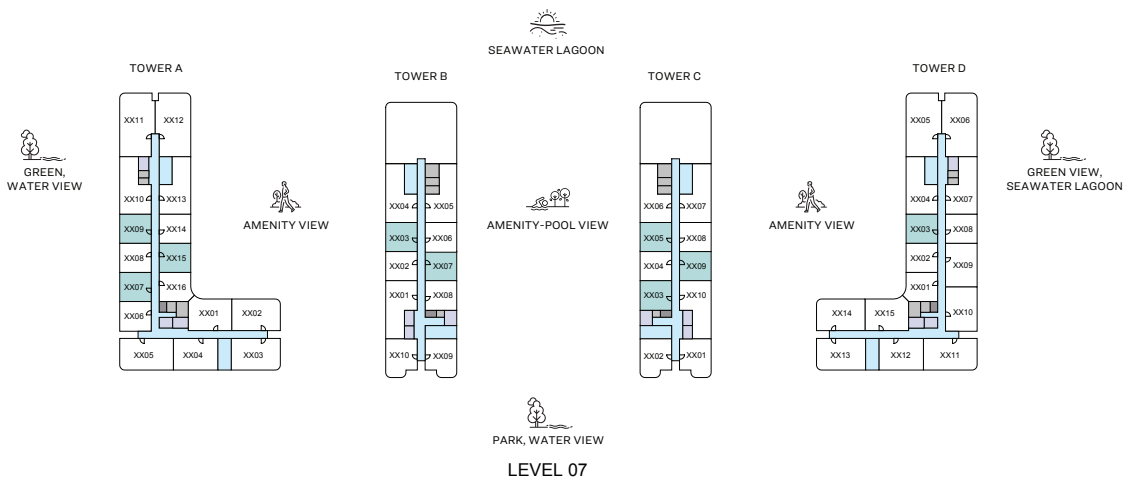 SEAWATER LAGOON
TOWER A
TOWER B
TOWER C
TOWER D
XX11 XX12
XX05 XX06
GREEN,
WATER VIEW
GREEN VIEW,
SEAWATER LAGOON
XX10 XX13
XX04 XX05
XX06 XX07
XX04 XX07
AMENITY VIEW
AMENITY-POOL VIEW
AMENITY VIEW
XX09 XX14
XX03 XX06
XX05 XX08
XX03 XX08
XX08 XX15
XX02 XX07
XX04 XX09
XX02 XX09
XX07 XX16
XX01 XX08
XX03 XX10
XX01
XX06 XX01 XX02
XX14 XX15 XX10
XX05 XX04 XX03
XX10 XX09
XX02 XX01
XX13 XX12 XX11
PARK, WATER VIEW
LEVEL 07